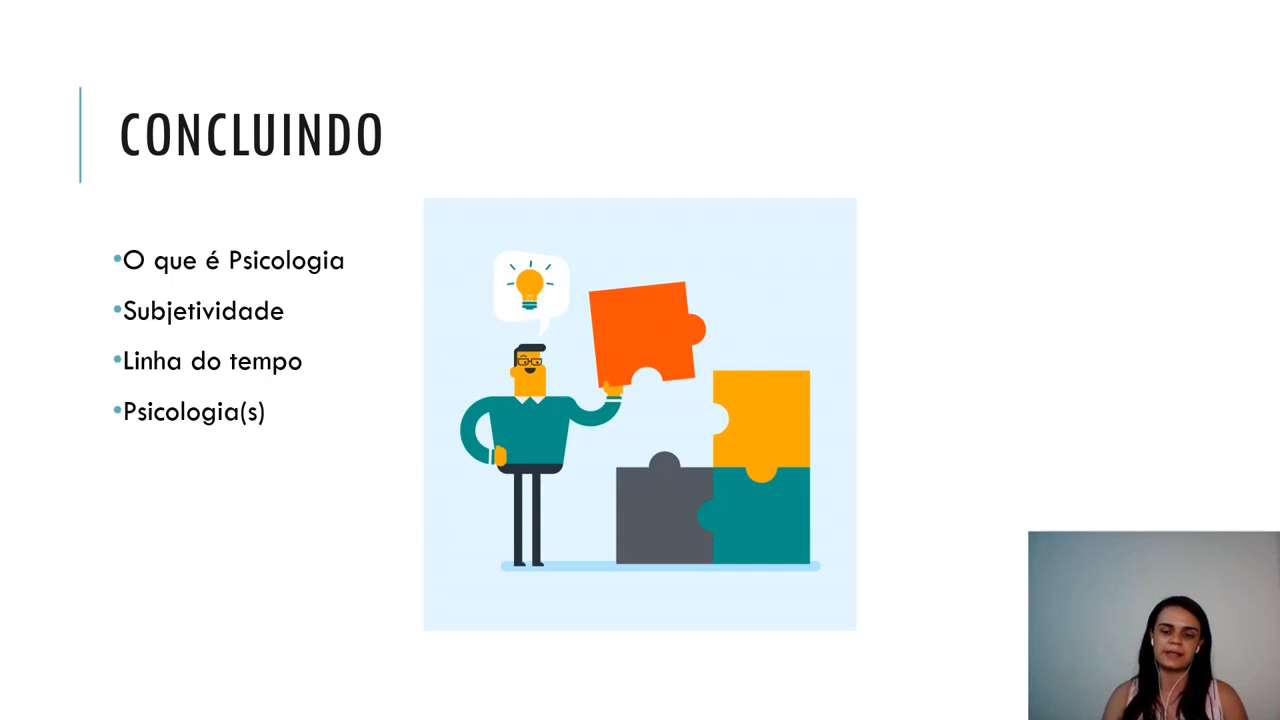 CONCLUINDO
•O que é Psicologia
•Subjetividade
•Linha do tempo
•Psicologia(s)